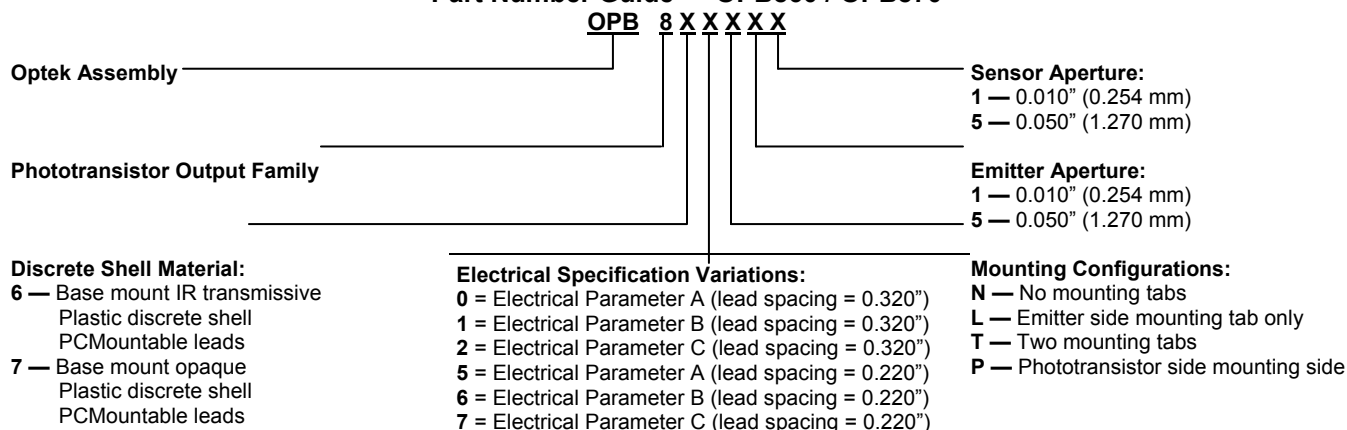 OPB 8 X X X X X
Optek Assembly
Sensor Aperture:
1 — 0.010” (0.254 mm)
5 — 0.050” (1.270 mm)
Phototransistor Output Family
Emitter Aperture:
1 — 0.010” (0.254 mm)
5 — 0.050” (1.270 mm)
Discrete Shell Material:
6 — Base mount IR transmissive
Plastic discrete shell
PCMountable leads
7 — Base mount opaque
Plastic discrete shell
PCMountable leads
Electrical Specification Variations:
0 = Electrical Parameter A (lead spacing = 0.320”)
1 = Electrical Parameter B (lead spacing = 0.320”)
2 = Electrical Parameter C (lead spacing = 0.320”)
5 = Electrical Parameter A (lead spacing = 0.220”)
6 = Electrical Parameter B (lead spacing = 0.220”)
7 = Electrical Parameter C (lead spacing = 0.220”)
Mounting Configurations:
N — No mounting tabs
L — Emitter side mounting tab only
T — Two mounting tabs
P — Phototransistor side mounting side